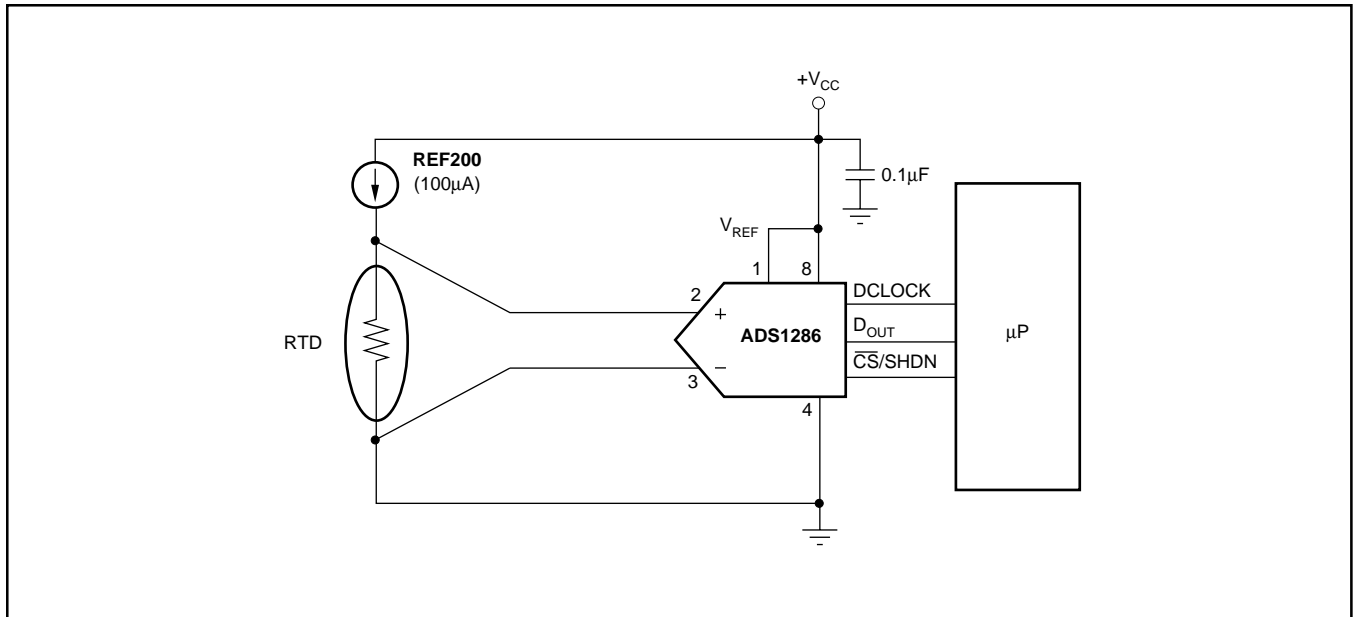 +VCC
REF200
(100µA)
0.1µF
VREF
1
8
DCLOCK
2
+
ADS1286
DOUT
µP
RTD
CS/SHDN
3
–
4